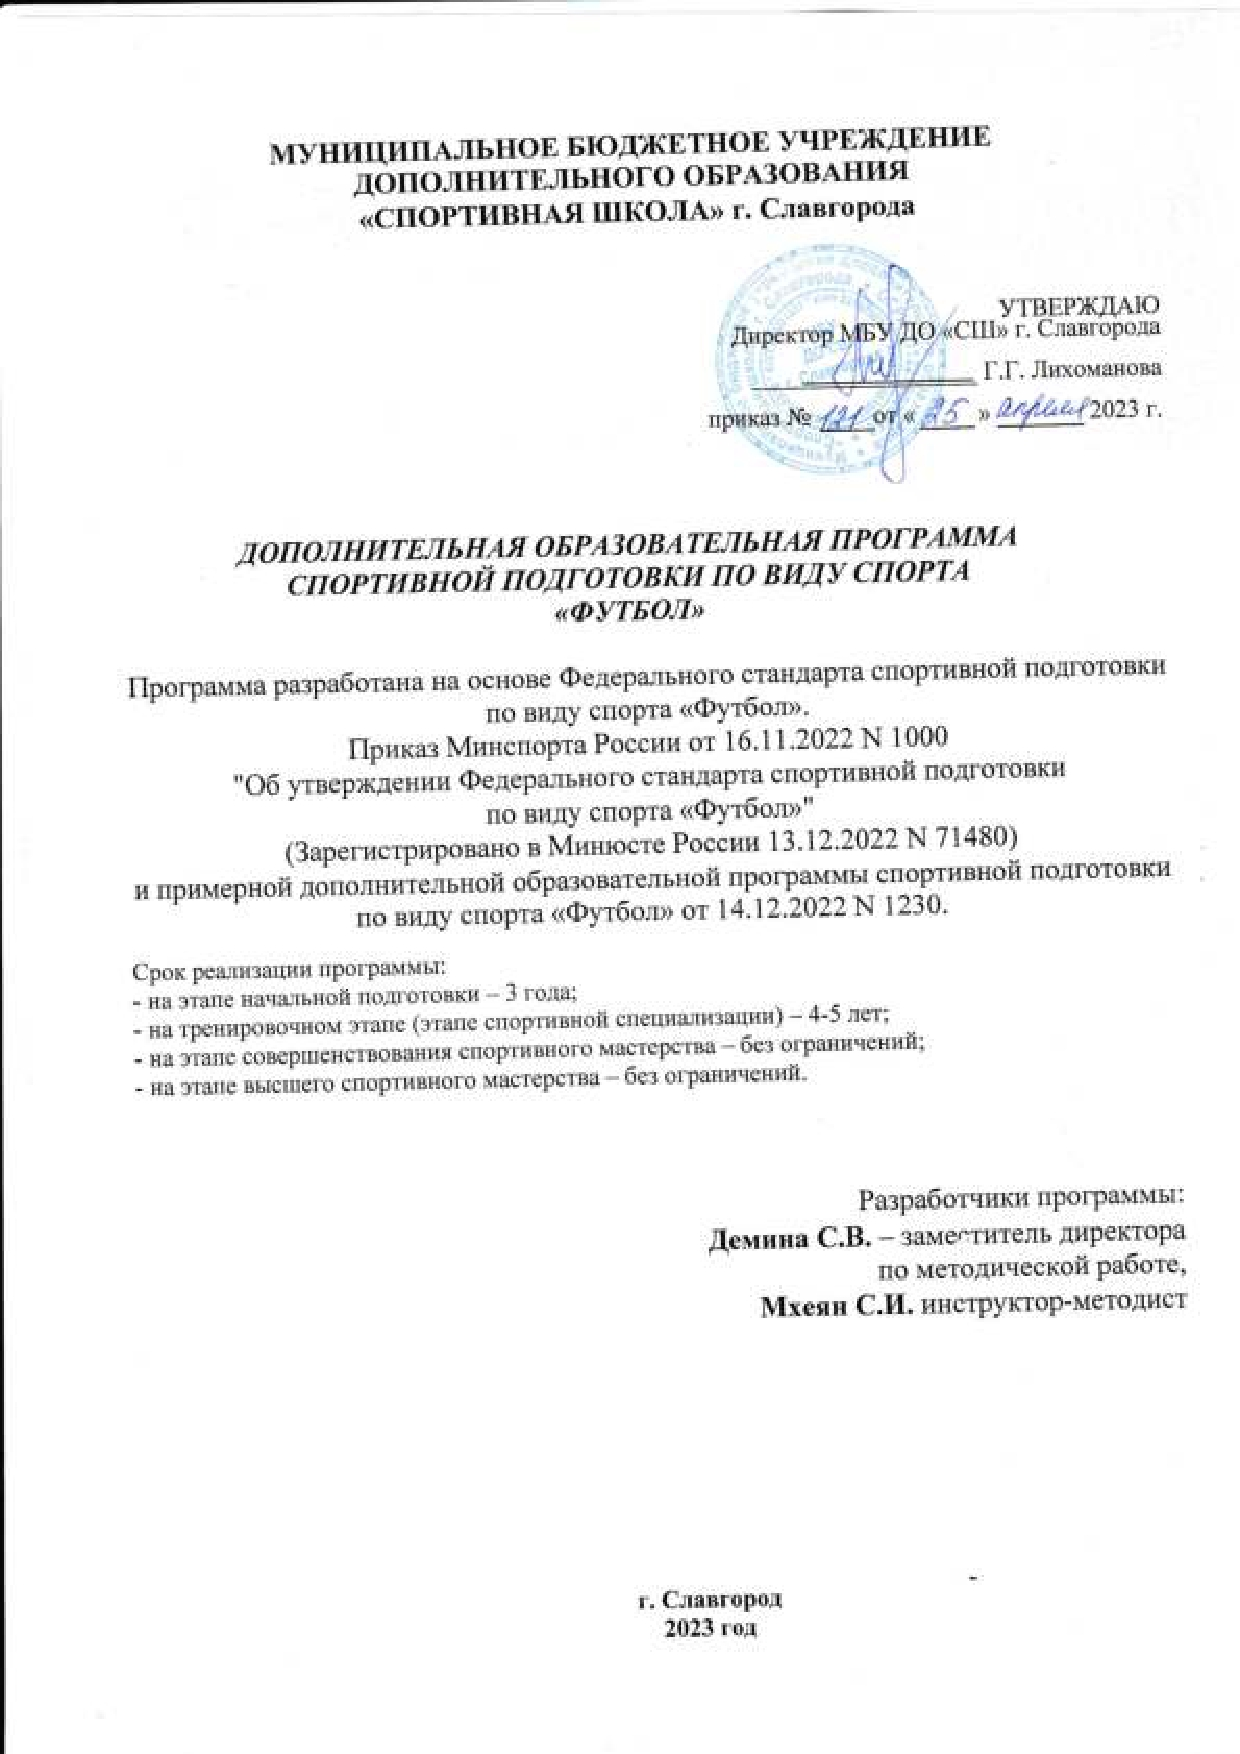 МУНИЦИПАЛЬНОЕ БЮДЖЕТНОЕ УЧРЕЖДЕНИЕ
ДОПОЛНИТЕЛЬНОГО ОБРАЗОВАНИЯ
«СПОРТИВНАЯ ШКОЛА» г. Славгорода
УТВЕРЖДАЮ
Директор МБУ ДО «СШ» г. Славгорода
Г.Г. Лихоманова
приказ № 121 от « 25 » апреля 2023 г.
ДОПОЛНИТЕЛЬНАЯ ОБРАЗОВАТЕЛЬНАЯ ПРОГРАММА
СПОРТИВНОЙ ПОДГОТОВКИ ПО ВИДУ СПОРТА
«ФУТБОЛ»
Программа разработана на основе Федерального стандарта спортивной подготовки
по виду спорта «Футбол».
Приказ Минспорта России от 16.11.2022 N 1000
"Об утверждении Федерального стандарта спортивной подготовки
по виду спорта «Футбол»"
(Зарегистрировано в Минюсте России 13.12.2022 N 71480)
и примерной дополнительной образовательной программы спортивной подготовки
по виду спорта «Футбол» от 14.12.2022 N 1230.
Срок реализации программы:
- на этапе начальной подготовки – 3 года;
- на тренировочном этапе (этапе спортивной специализации) – 4-5 лет;
- на этапе совершенствования спортивного мастерства – без ограничений;
- на этапе высшего спортивного мастерства – без ограничений.
Разработчики программы:
Демина С.В. – заместитель директора
по методической работе,
Мхеян С.И. инструктор-методист
г. Славгород
2023 год